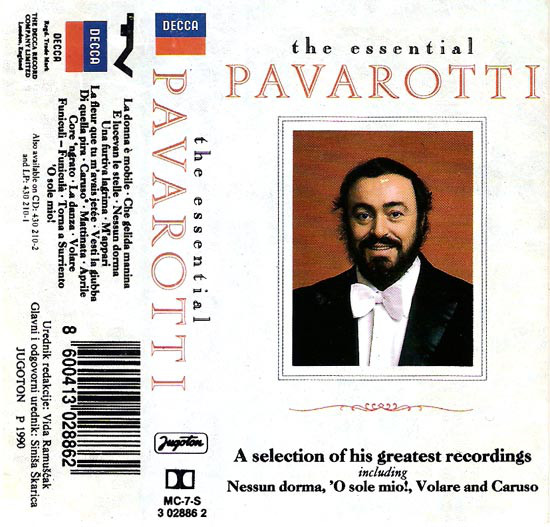 DECCA
Regd. Trade Mark
THE DECCA RECORD
COMPANY LIMITED
London, England
DECCA
La donna è mobile · Che gelida manina
E lucevan le stelle · Nessun dorma
Una furtiva lagrima · M'appari
La fleur que tu m'avais jetée · Vesti la giubba
Di quella pira · Caruso* · Mattinata · Aprile
Core 'ngrato · La danza · Volare
Funiculì – Funiculà · Torna a Surriento
'O sole mio!
Also available on CD: 430 210-2
and LP 430 210-1
8 600413 028862
Urednik redakcije: Vida Ramuščak
Glavni i odgovorni urednik: Siniša Škarica
JUGOTON P 1990
DECCA
the essential
PAVAROTTI
Jugoton
MC-7-S
3 02886 2
the essential
PAVAROTTI
A selection of his greatest recordings
including
Nessun dorma, 'O sole mio!, Volare and Caruso